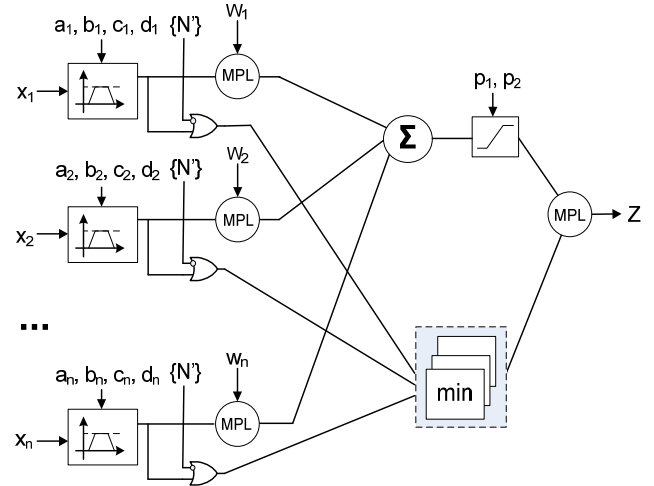 W₁
a₁, b₁, c₁, d₁ {N'}
x₁
MPL
p₁, p₂
Σ
W₂
a₂, b₂, c₂, d₂ {N'}
x₂
MPL
MPL
Z
...
wₙ
aₙ, bₙ, cₙ, dₙ {N'}
xₙ
MPL
min